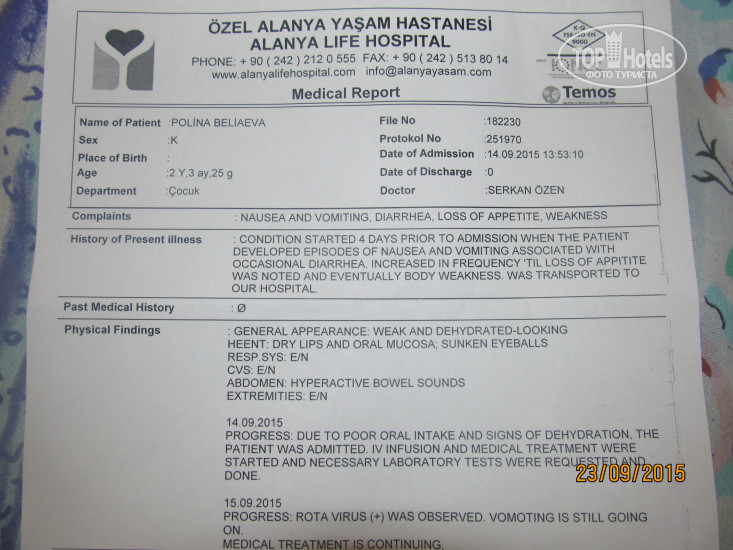 ÖZEL ALANYA YAŞAM HASTANESİ
ALANYA LIFE HOSPITAL
PHONE: + 90 ( 242 ) 212 0 555 FAX: + 90 ( 242 ) 513 80 14
www.alanyalifehospital.com info@alanyayasam.com
Medical Report
K-Q
TSE-ISO-EN
9000
TOP Hotels
ФОТО ТУРИСТА
Temos
Name of Patient :POLİNA BELİAEVA
File No :182230
Sex :K
Protokol No :251970
Place of Birth :
Date of Admission :14.09.2015 13:53:10
Age :2 Y,3 ay,25 g
Date of Discharge :0
Department :Çocuk
Doctor :SERKAN ÖZEN
Complaints : NAUSEA AND VOMITING, DIARRHEA, LOSS OF APPETITE, WEAKNESS
History of Present illness : CONDITION STARTED 4 DAYS PRIOR TO ADMISSION WHEN THE PATIENT
DEVELOPED EPISODES OF NAUSEA AND VOMITING ASSOCIATED WITH
OCCASIONAL DIARRHEA. INCREASED IN FREQUENCY 'TIL LOSS OF APPITITE
WAS NOTED AND EVENTUALLY BODY WEAKNESS. WAS TRANSPORTED TO
OUR HOSPITAL.
Past Medical History : Ø
Physical Findings : GENERAL APPEARANCE: WEAK AND DEHYDRATED-LOOKING
HEENT: DRY LIPS AND ORAL MUCOSA; SUNKEN EYEBALLS
RESP.SYS: E/N
CVS: E/N
ABDOMEN: HYPERACTIVE BOWEL SOUNDS
EXTREMITIES: E/N
14.09.2015
PROGRESS: DUE TO POOR ORAL INTAKE AND SIGNS OF DEHYDRATION, THE
PATIENT WAS ADMITTED. IV INFUSION AND MEDICAL TREATMENT WERE
STARTED AND NECESSARY LABORATORY TESTS WERE REQUESTED AND
DONE.
23/09/2015
15.09.2015
PROGRESS: ROTA VIRUS (+) WAS OBSERVED. VOMOTING IS STILL GOING
ON.
MEDICAL TREATMENT IS CONTINUING.